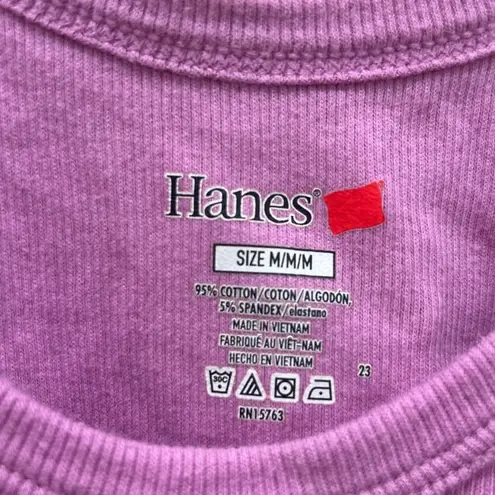 Hanes®
SIZE M/M/M
95% COTTON/COTON/ALGODÓN,
5% SPANDEX/elastano
MADE IN VIETNAM
FABRIQUÉ AU VIÊT-NAM
HECHO EN VIETNAM
23
30C
RN15763